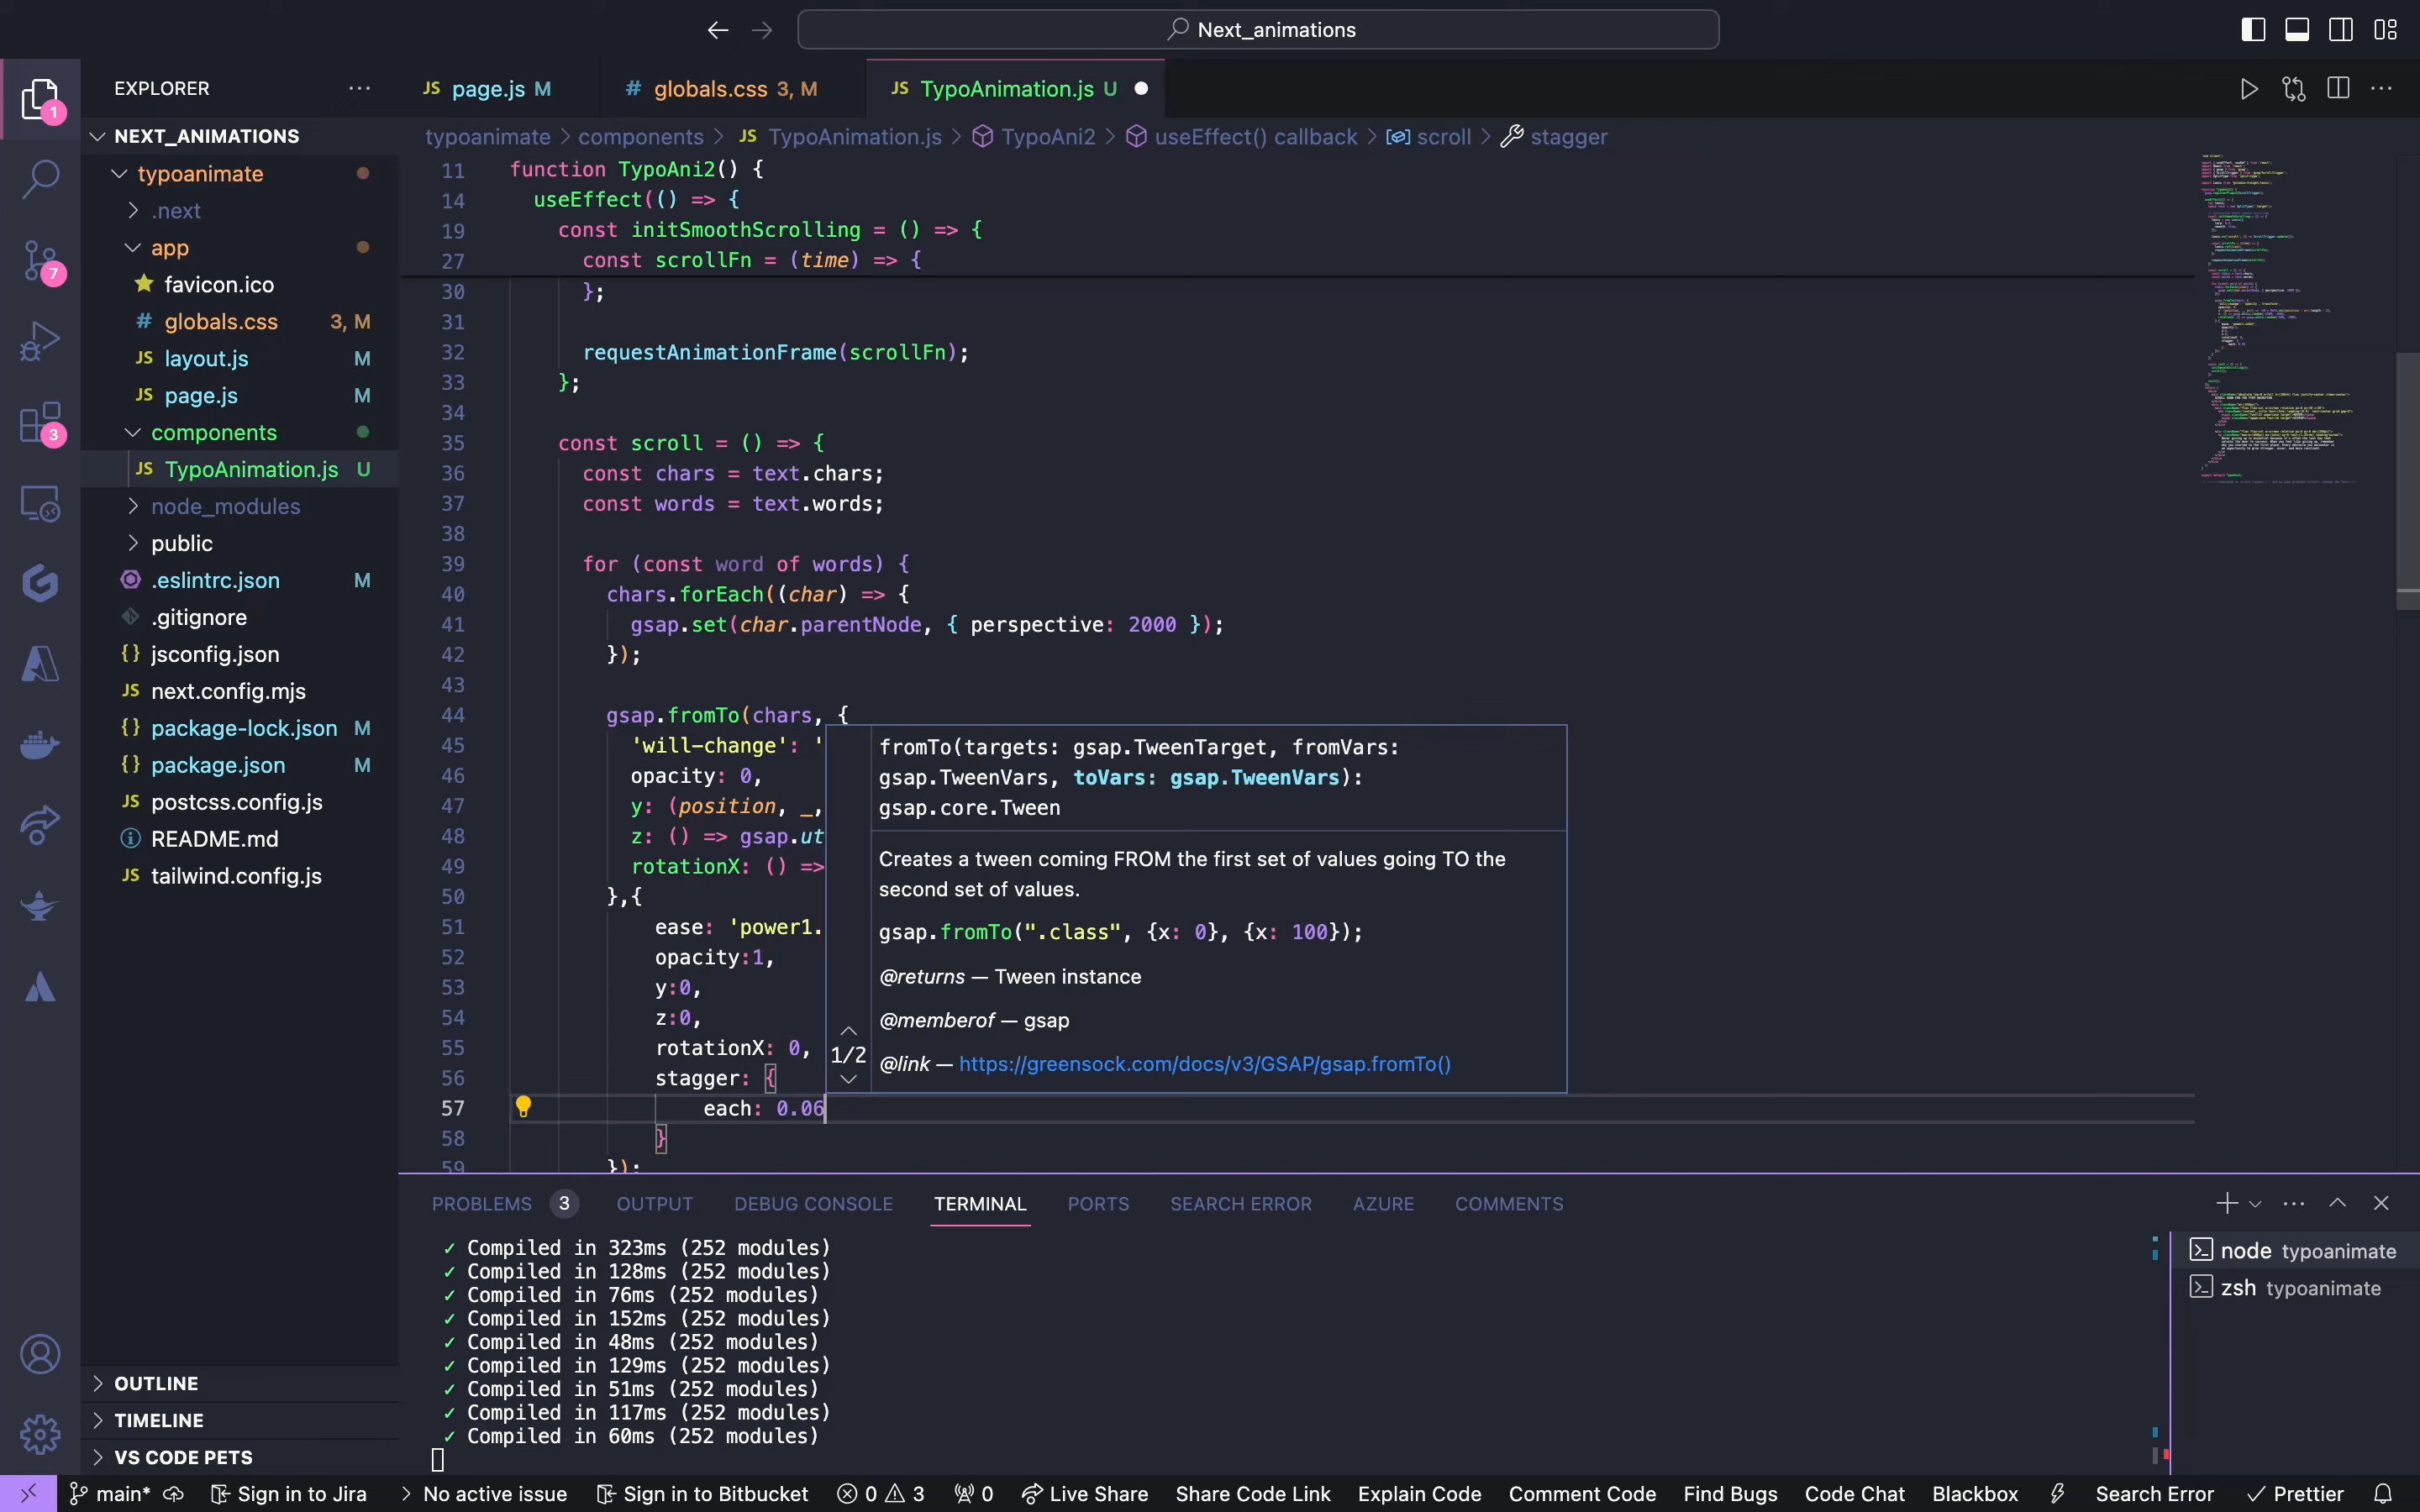 Next_animations
EXPLORER
JS page.js M
# globals.css 3, M
JS TypoAnimation.js U
typoanimate > components > JS TypoAnimation.js > TypoAni2 > useEffect() callback > scroll > stagger
1
7
3
NEXT_ANIMATIONS
typoanimate
.next
app
favicon.ico
# globals.css 3, M
JS layout.js M
JS page.js M
components
JS TypoAnimation.js U
node_modules
public
.eslintrc.json M
.gitignore
{} jsconfig.json
JS next.config.mjs
{} package-lock.json M
{} package.json M
JS postcss.config.js
README.md
JS tailwind.config.js
OUTLINE
TIMELINE
VS CODE PETS
11 function TypoAni2() {
14 useEffect(() => {
19 const initSmoothScrolling = () => {
27 const scrollFn = (time) => {
30 };
31
32 requestAnimationFrame(scrollFn);
33 };
34
35 const scroll = () => {
36 const chars = text.chars;
37 const words = text.words;
38
39 for (const word of words) {
40 chars.forEach((char) => {
41 gsap.set(char.parentNode, { perspective: 2000 });
42 });
43
44 gsap.fromTo(chars, {
45 'will-change': '
46 opacity: 0,
47 y: (position, _,
48 z: () => gsap.ut
49 rotationX: () =>
50 },{
51 ease: 'power1.
52 opacity:1,
53 y:0,
54 z:0,
55 rotationX: 0,
56 stagger: {
57 each: 0.06
58 }
59 });
fromTo(targets: gsap.TweenTarget, fromVars:
gsap.TweenVars, toVars: gsap.TweenVars):
gsap.core.Tween
Creates a tween coming FROM the first set of values going TO the
second set of values.
gsap.fromTo(".class", {x: 0}, {x: 100});
@returns — Tween instance
@memberof — gsap
1/2
@link — https://greensock.com/docs/v3/GSAP/gsap.fromTo()
PROBLEMS 3 OUTPUT DEBUG CONSOLE TERMINAL PORTS SEARCH ERROR AZURE COMMENTS
✓ Compiled in 323ms (252 modules)
✓ Compiled in 128ms (252 modules)
✓ Compiled in 76ms (252 modules)
✓ Compiled in 152ms (252 modules)
✓ Compiled in 48ms (252 modules)
✓ Compiled in 129ms (252 modules)
✓ Compiled in 51ms (252 modules)
✓ Compiled in 117ms (252 modules)
✓ Compiled in 60ms (252 modules)
node typoanimate
zsh typoanimate
main* Sign in to Jira > No active issue Sign in to Bitbucket 0 3 0 Live Share Share Code Link Explain Code Comment Code Find Bugs Code Chat Blackbox Search Error ✓ Prettier